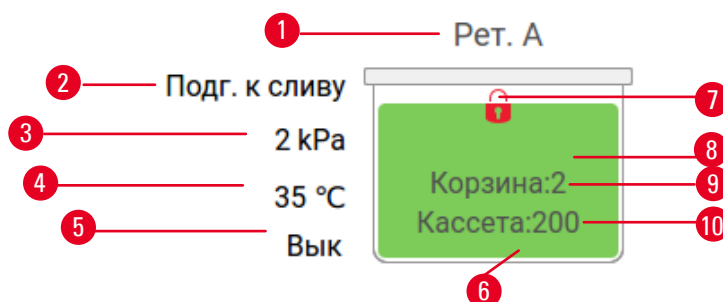 1 Рет. А
2 Подг. к сливу
7
3 2 kPa
8
4 35 °C
Корзина:2 9
5 Вык
Кассета:200 10
6